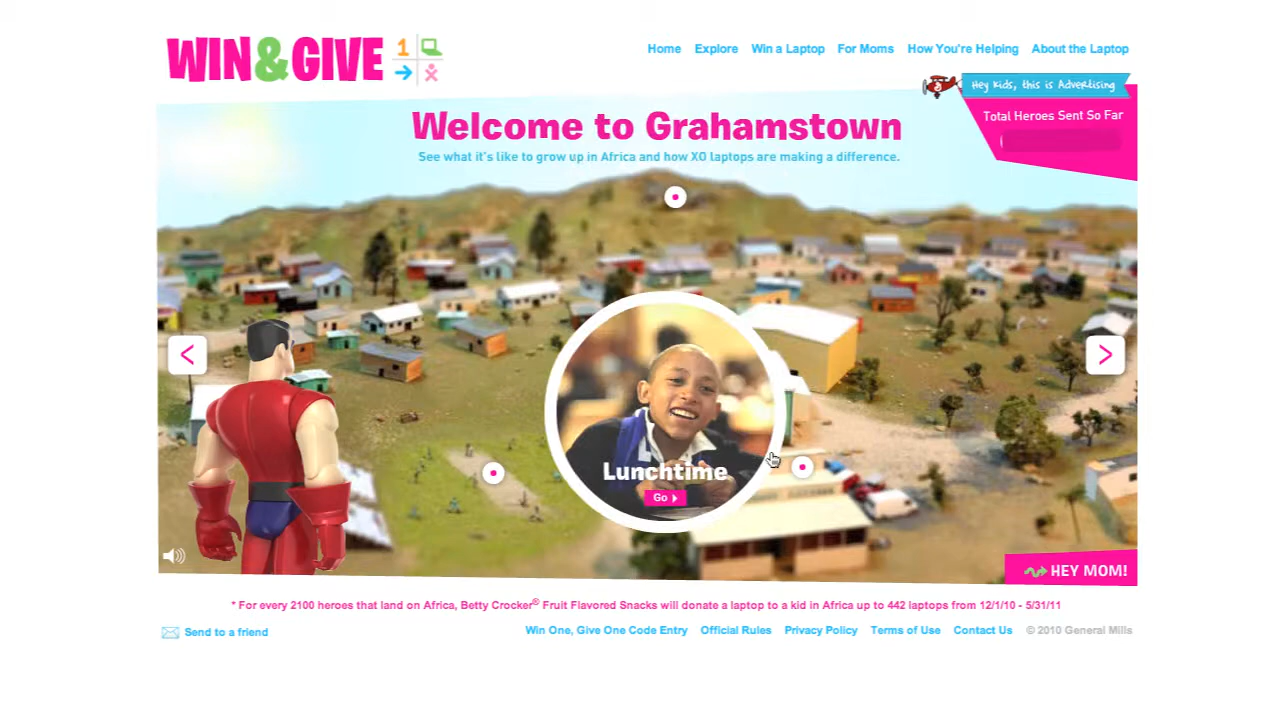 WIN&GIVE
1
Home Explore Win a Laptop For Moms How You're Helping About the Laptop
Hey Kids, this is Advertising
Total Heroes Sent So Far
Welcome to Grahamstown
See what it's like to grow up in Africa and how XO laptops are making a difference.
<
>
Lunchtime
Go
HEY MOM!
* For every 2100 heroes that land on Africa, Betty Crocker® Fruit Flavored Snacks will donate a laptop to a kid in Africa up to 442 laptops from 12/1/10 - 5/31/11
Send to a friend
Win One, Give One Code Entry Official Rules Privacy Policy Terms of Use Contact Us © 2010 General Mills